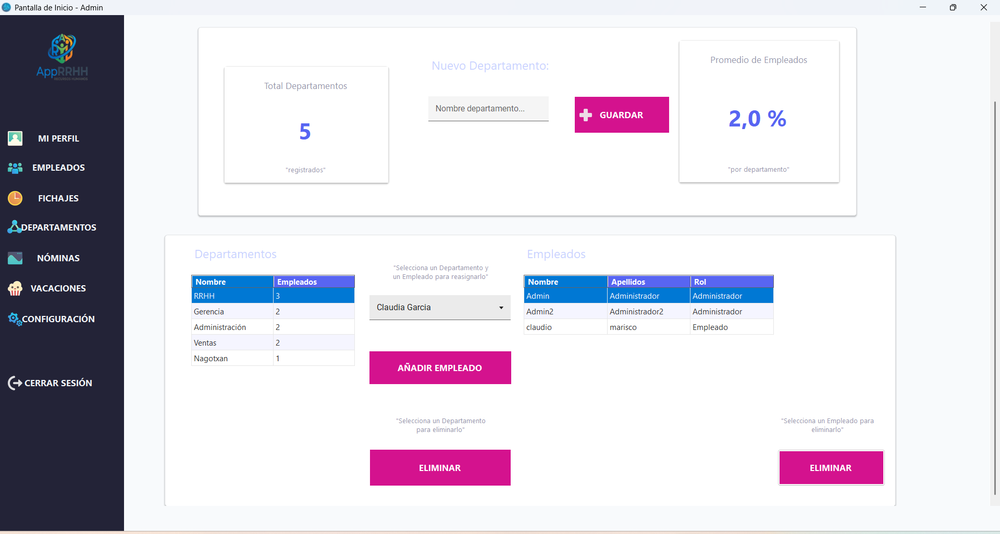 Pantalla de Inicio - Admin
AppRRHH
RECURSOS HUMANOS
MI PERFIL
EMPLEADOS
FICHAJES
DEPARTAMENTOS
NÓMINAS
VACACIONES
CONFIGURACIÓN
CERRAR SESIÓN
Total Departamentos
5
"registrados"
Nuevo Departamento:
Nombre departamento...
GUARDAR
Promedio de Empleados
2,0 %
"por departamento"
Departamentos
Nombre Empleados
RRHH 3
Gerencia 2
Administración 2
Ventas 2
Nagotxan 1
"Selecciona un Departamento y
un Empleado para reasignarlo"
Claudia Garcia
AÑADIR EMPLEADO
"Selecciona un Departamento
para eliminarlo"
ELIMINAR
Empleados
Nombre Apellidos Rol
Admin Administrador Administrador
Admin2 Administrador2 Administrador
claudio marisco Empleado
"Selecciona un Empleado para
eliminarlo"
ELIMINAR